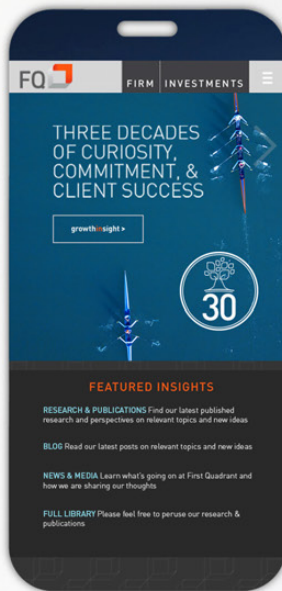 FQ
FIRM
INVESTMENTS
THREE DECADES
OF CURIOSITY,
COMMITMENT, &
CLIENT SUCCESS
growthinsight >
30
FEATURED INSIGHTS
RESEARCH & PUBLICATIONS Find our latest published
research and perspectives on relevant topics and new ideas
BLOG Read our latest posts on relevant topics and new ideas
NEWS & MEDIA Learn what's going on at First Quadrant and
how we are sharing our thoughts
FULL LIBRARY Please feel free to peruse our research &
publications